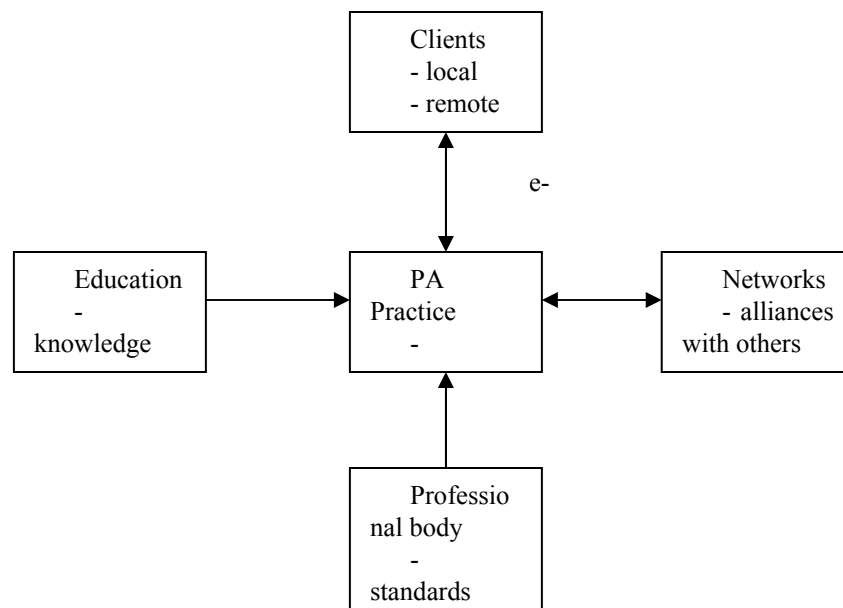 Clients
- local
- remote
e-
Education
-
knowledge
PA
Practice
-
Networks
- alliances
with others
Professio
nal body
-
standards